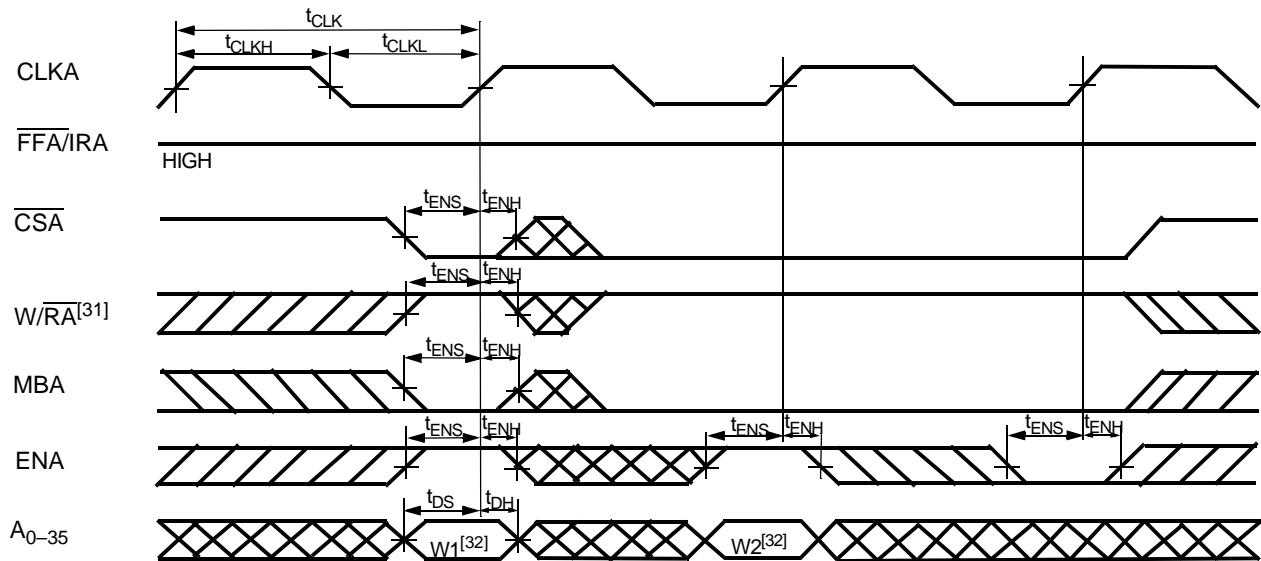 tCLK
tCLKH tCLKL
CLKA
FFA/IRA
HIGH
tENS tENH
CSA
tENS tENH
W/RA[31]
tENS tENH
MBA
tENS tENH tENS tENH tENS tENH
ENA
tDS tDH
A0–35
W1[32] W2[32]